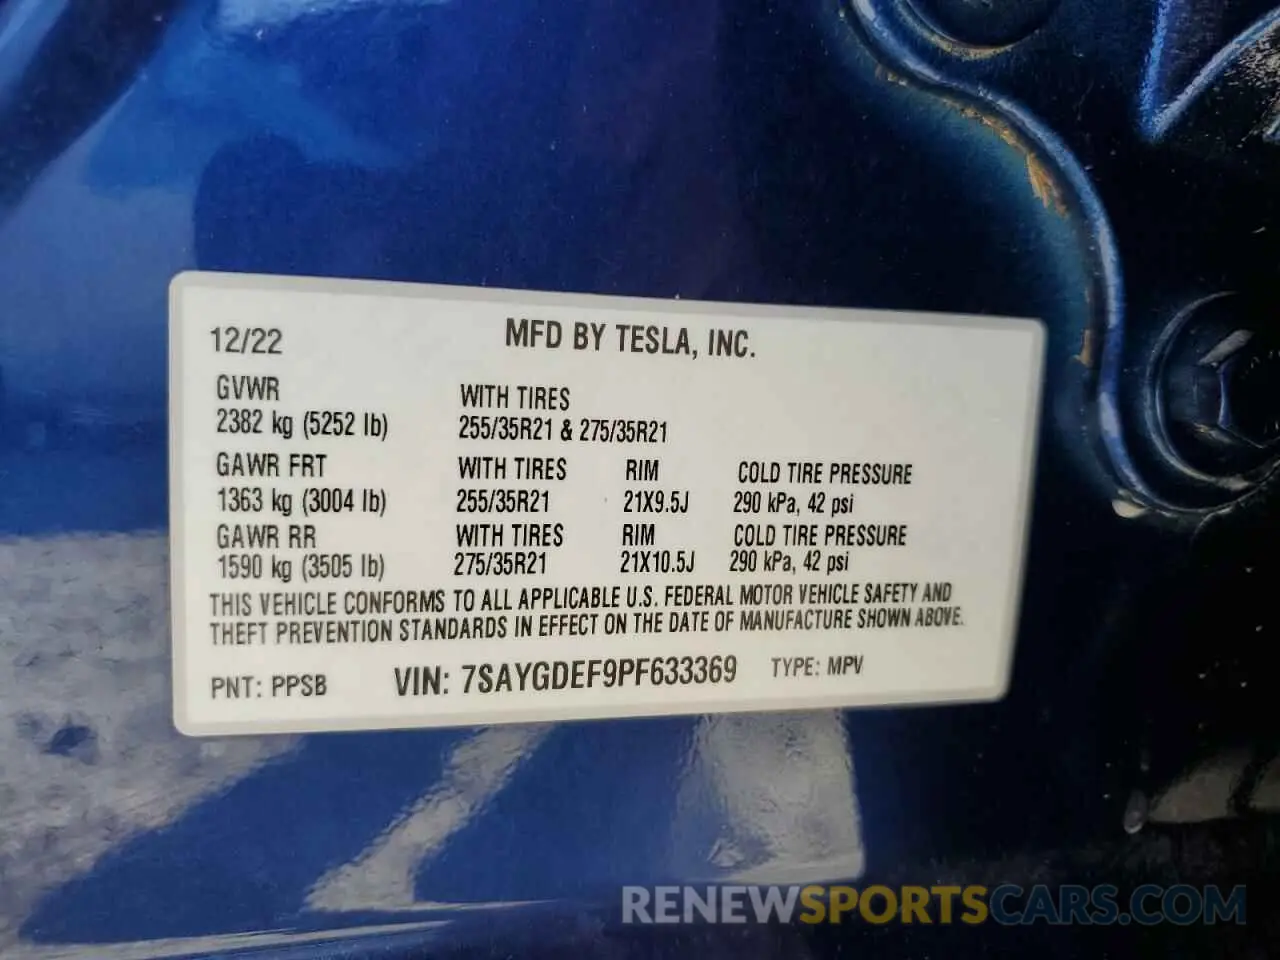 12/22 MFD BY TESLA, INC.
GVWR WITH TIRES
2382 kg (5252 lb) 255/35R21 & 275/35R21
GAWR FRT WITH TIRES RIM COLD TIRE PRESSURE
1363 kg (3004 lb) 255/35R21 21X9.5J 290 kPa, 42 psi
GAWR RR WITH TIRES RIM COLD TIRE PRESSURE
1590 kg (3505 lb) 275/35R21 21X10.5J 290 kPa, 42 psi
THIS VEHICLE CONFORMS TO ALL APPLICABLE U.S. FEDERAL MOTOR VEHICLE SAFETY AND
THEFT PREVENTION STANDARDS IN EFFECT ON THE DATE OF MANUFACTURE SHOWN ABOVE.
PNT: PPSB VIN: 7SAYGDEF9PF633369 TYPE: MPV
RENEWSPORTSCARS.COM